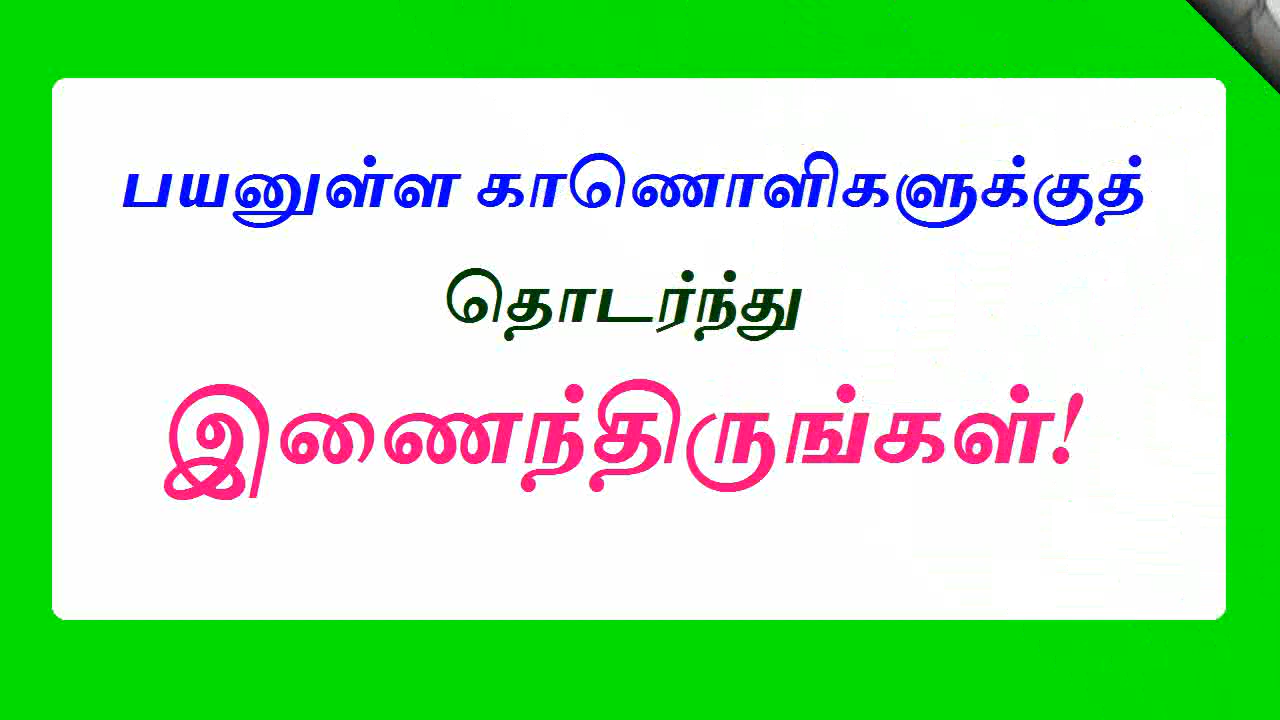 பயனுள்ள காணொளிகளுக்குத்
தொடர்ந்து
இணைந்திருங்கள்!